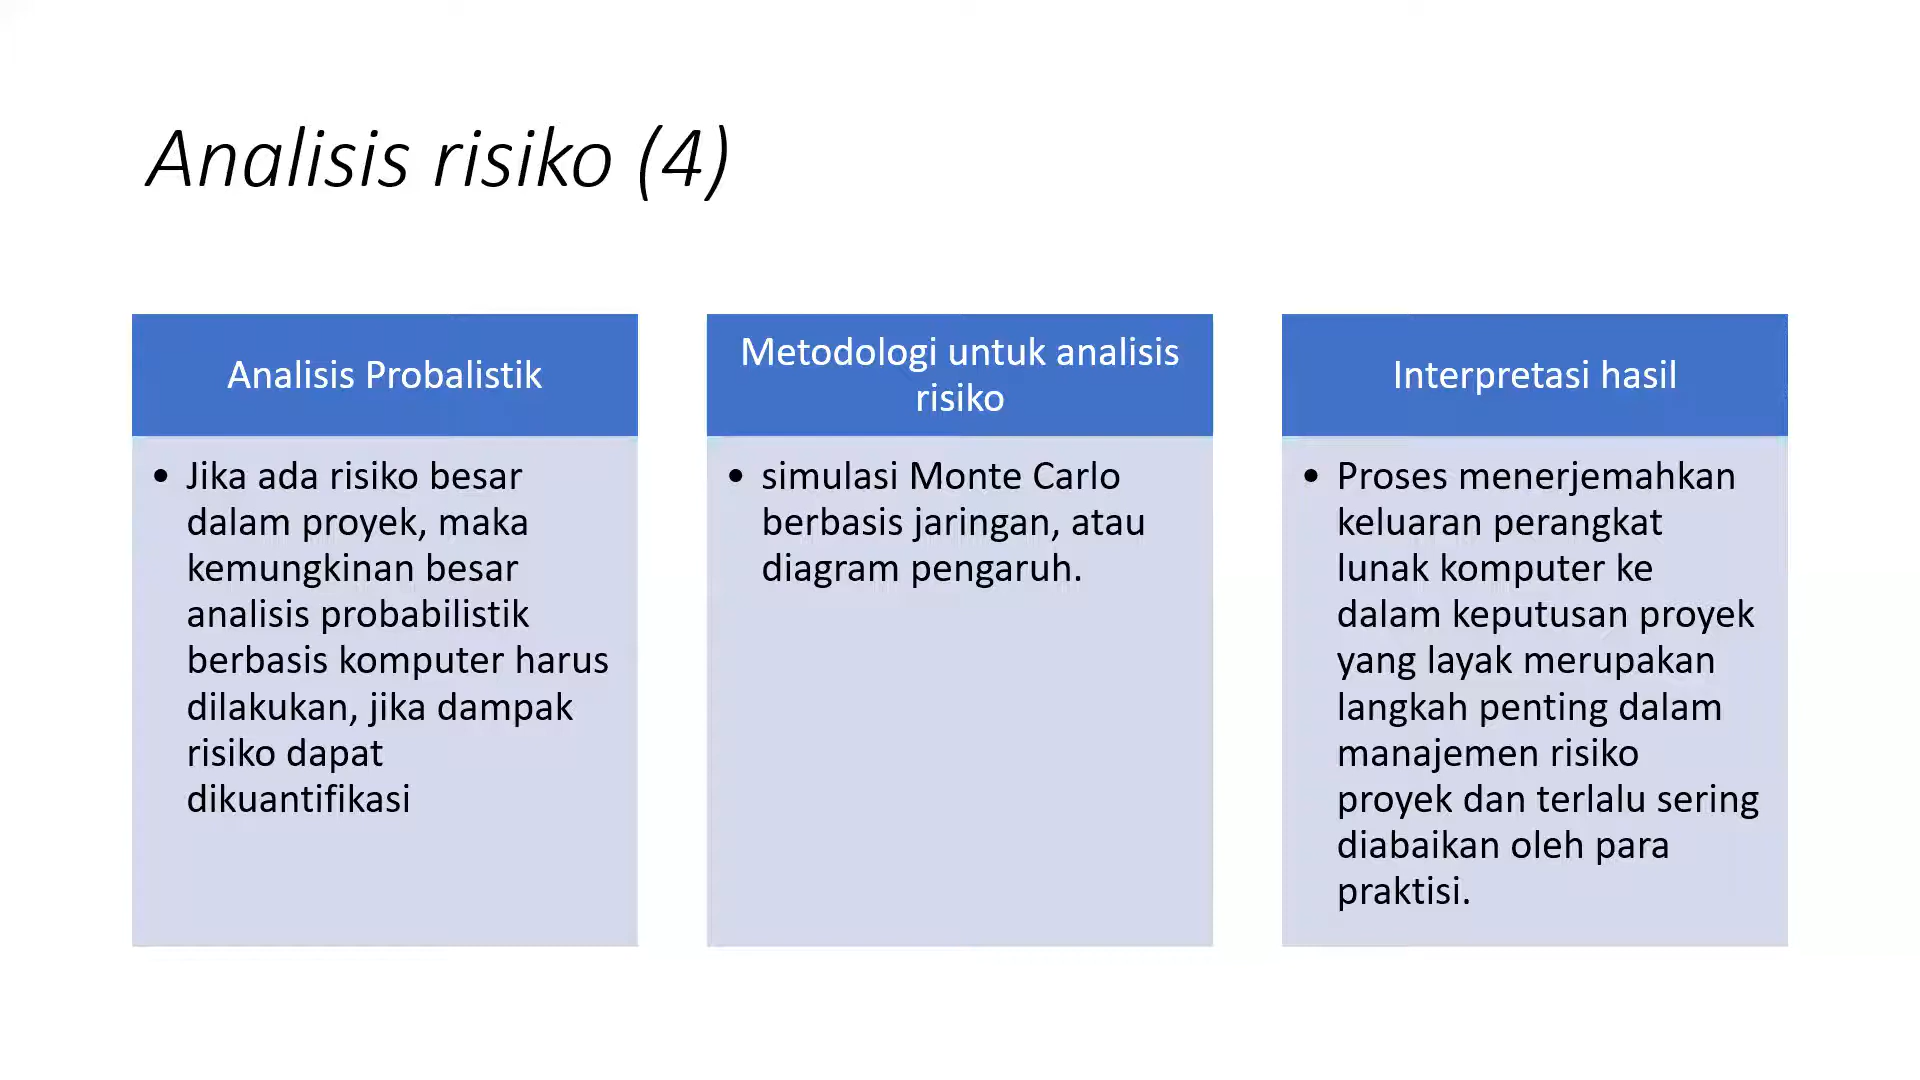 Analisis risiko (4)
Analisis Probalistik
• Jika ada risiko besar
dalam proyek, maka
kemungkinan besar
analisis probabilistik
berbasis komputer harus
dilakukan, jika dampak
risiko dapat
dikuantifikasi
Metodologi untuk analisis
risiko
• simulasi Monte Carlo
berbasis jaringan, atau
diagram pengaruh.
Interpretasi hasil
• Proses menerjemahkan
keluaran perangkat
lunak komputer ke
dalam keputusan proyek
yang layak merupakan
langkah penting dalam
manajemen risiko
proyek dan terlalu sering
diabaikan oleh para
praktisi.